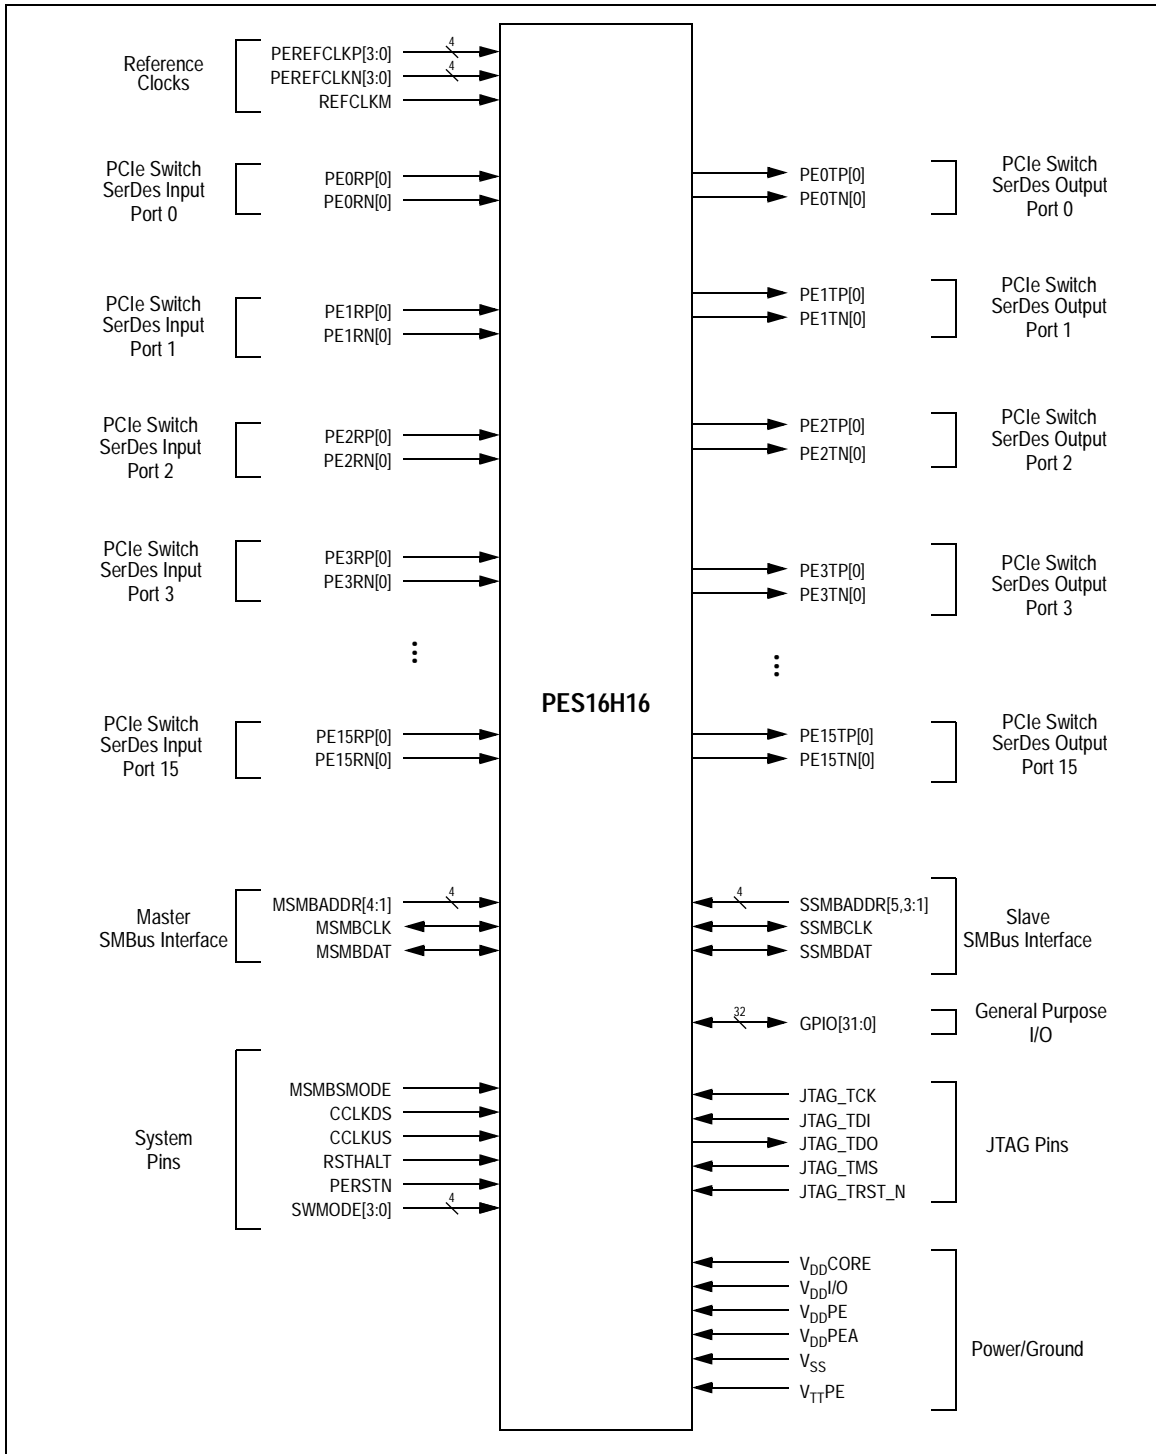 Reference
Clocks
PEREFCLKP[3:0]
4
PEREFCLKN[3:0]
4
REFCLKM
PCIe Switch
SerDes Input
Port 0
PE0RP[0]
PE0RN[0]
PE0TP[0]
PE0TN[0]
PCIe Switch
SerDes Output
Port 0
PCIe Switch
SerDes Input
Port 1
PE1RP[0]
PE1RN[0]
PE1TP[0]
PE1TN[0]
PCIe Switch
SerDes Output
Port 1
PCIe Switch
SerDes Input
Port 2
PE2RP[0]
PE2RN[0]
PE2TP[0]
PE2TN[0]
PCIe Switch
SerDes Output
Port 2
PCIe Switch
SerDes Input
Port 3
PE3RP[0]
PE3RN[0]
PE3TP[0]
PE3TN[0]
PCIe Switch
SerDes Output
Port 3
...
...
PES16H16
PCIe Switch
SerDes Input
Port 15
PE15RP[0]
PE15RN[0]
PE15TP[0]
PE15TN[0]
PCIe Switch
SerDes Output
Port 15
Master
SMBus Interface
MSMBADDR[4:1]
4
MSMBCLK
MSMBDAT
4
SSMBADDR[5,3:1]
SSMBCLK
SSMBDAT
Slave
SMBus Interface
32
GPIO[31:0]
General Purpose
I/O
System
Pins
MSMBSMODE
CCLKDS
CCLKUS
RSTHALT
PERSTN
SWMODE[3:0]
4
JTAG_TCK
JTAG_TDI
JTAG_TDO
JTAG_TMS
JTAG_TRST_N
JTAG Pins
VDDCORE
VDDI/O
VDDPE
VDDPEA
VSS
VTTPE
Power/Ground